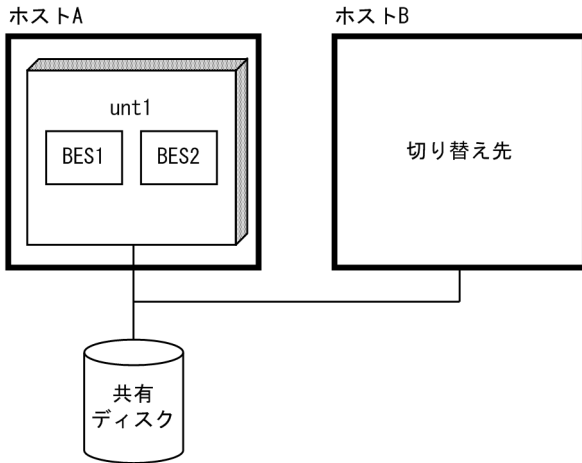 ホストA
ホストB
unt1
BES1
BES2
切り替え先
共有
ディスク